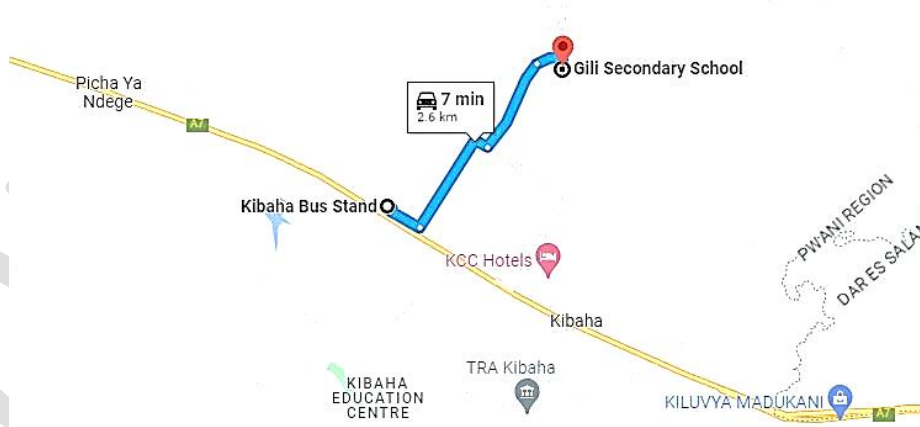 Picha Ya
Ndege
A7
Gili Secondary School
7 min
2.6 km
Kibaha Bus Stand
KCC Hotels
PWANI REGION
DAR ES SALAM
Kibaha
TRA Kibaha
KIBAHA
EDUCATION
CENTRE
KILUVYA MADUKANI
A7